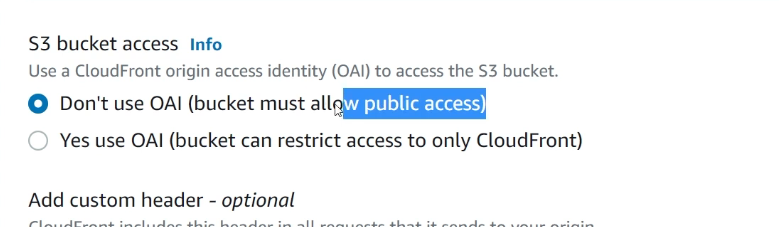 S3 bucket access Info
Use a CloudFront origin access identity (OAI) to access the S3 bucket.
Don't use OAI (bucket must allow public access)
Yes use OAI (bucket can restrict access to only CloudFront)
Add custom header - optional
CloudFront includes this header in all requests that it sends to your origin.